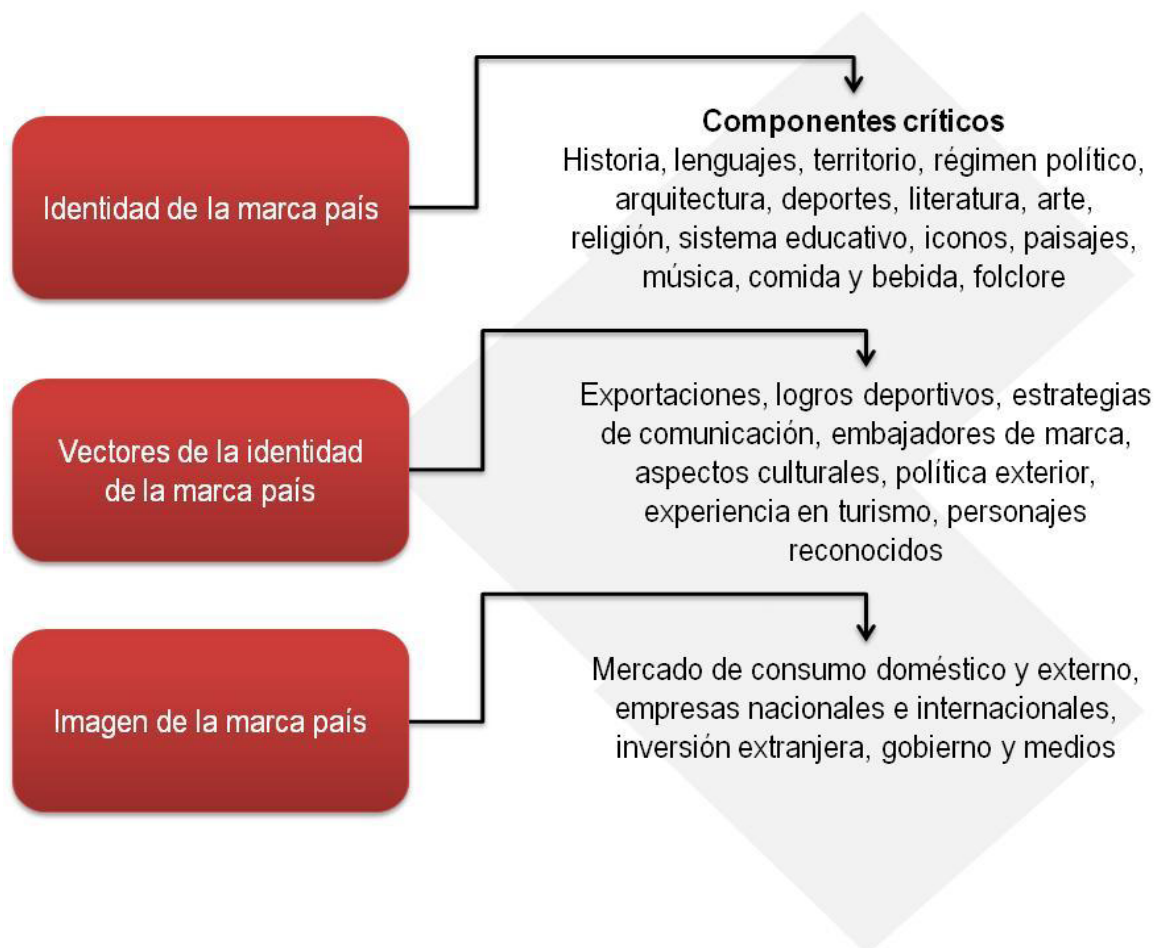 Identidad de la marca país
Componentes críticos
Historia, lenguajes, territorio, régimen político,
arquitectura, deportes, literatura, arte,
religión, sistema educativo, iconos, paisajes,
música, comida y bebida, folclore
Vectores de la identidad
de la marca país
Exportaciones, logros deportivos, estrategias
de comunicación, embajadores de marca,
aspectos culturales, política exterior,
experiencia en turismo, personajes
reconocidos
Imagen de la marca país
Mercado de consumo doméstico y externo,
empresas nacionales e internacionales,
inversión extranjera, gobierno y medios